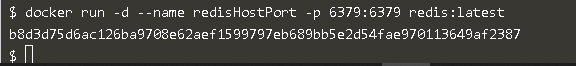 $ docker run -d --name redisHostPort -p 6379:6379 redis:latest
b8d3d75d6ac126ba9708e62aef1599797eb689bb5e2d54fae970113649af2387
$